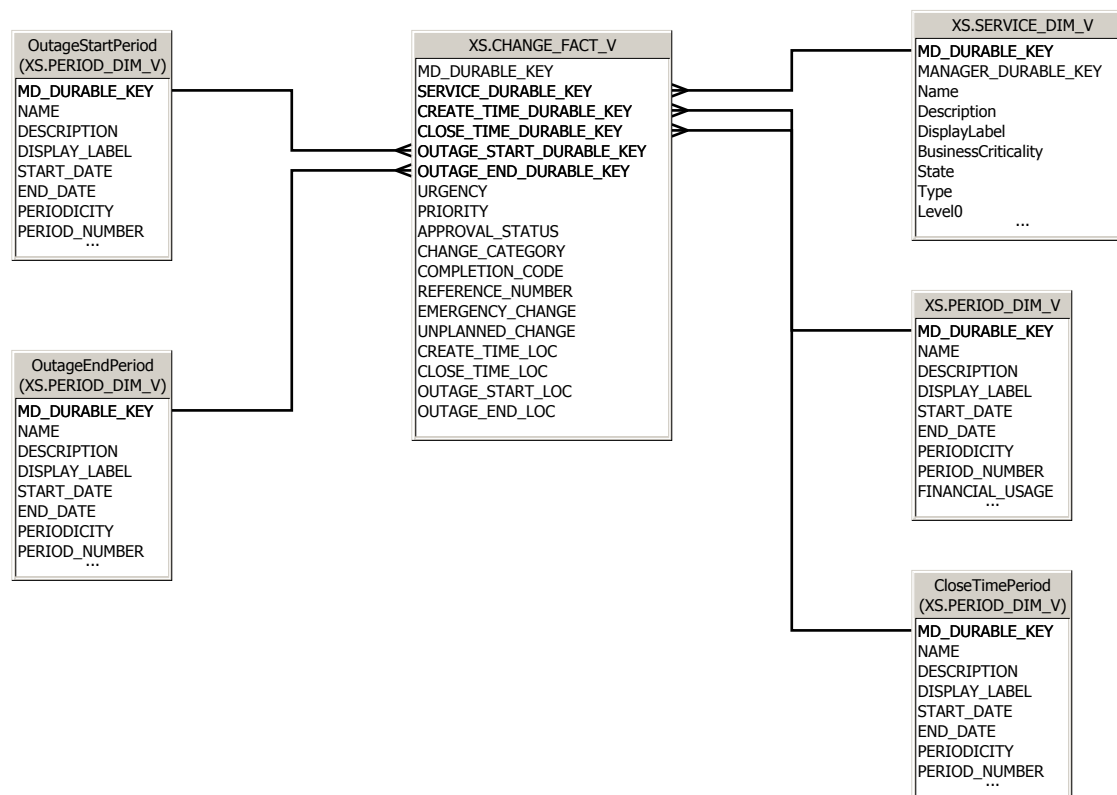 OutageStartPeriod
(XS.PERIOD_DIM_V)
MD_DURABLE_KEY
NAME
DESCRIPTION
DISPLAY_LABEL
START_DATE
END_DATE
PERIODICITY
PERIOD_NUMBER
...
OutageEndPeriod
(XS.PERIOD_DIM_V)
MD_DURABLE_KEY
NAME
DESCRIPTION
DISPLAY_LABEL
START_DATE
END_DATE
PERIODICITY
PERIOD_NUMBER
...
XS.CHANGE_FACT_V
MD_DURABLE_KEY
SERVICE_DURABLE_KEY
CREATE_TIME_DURABLE_KEY
CLOSE_TIME_DURABLE_KEY
OUTAGE_START_DURABLE_KEY
OUTAGE_END_DURABLE_KEY
URGENCY
PRIORITY
APPROVAL_STATUS
CHANGE_CATEGORY
COMPLETION_CODE
REFERENCE_NUMBER
EMERGENCY_CHANGE
UNPLANNED_CHANGE
CREATE_TIME_LOC
CLOSE_TIME_LOC
OUTAGE_START_LOC
OUTAGE_END_LOC
XS.SERVICE_DIM_V
MD_DURABLE_KEY
MANAGER_DURABLE_KEY
Name
Description
DisplayLabel
BusinessCriticality
State
Type
Level0
...
XS.PERIOD_DIM_V
MD_DURABLE_KEY
NAME
DESCRIPTION
DISPLAY_LABEL
START_DATE
END_DATE
PERIODICITY
PERIOD_NUMBER
FINANCIAL_USAGE
...
CloseTimePeriod
(XS.PERIOD_DIM_V)
MD_DURABLE_KEY
NAME
DESCRIPTION
DISPLAY_LABEL
START_DATE
END_DATE
PERIODICITY
PERIOD_NUMBER
...